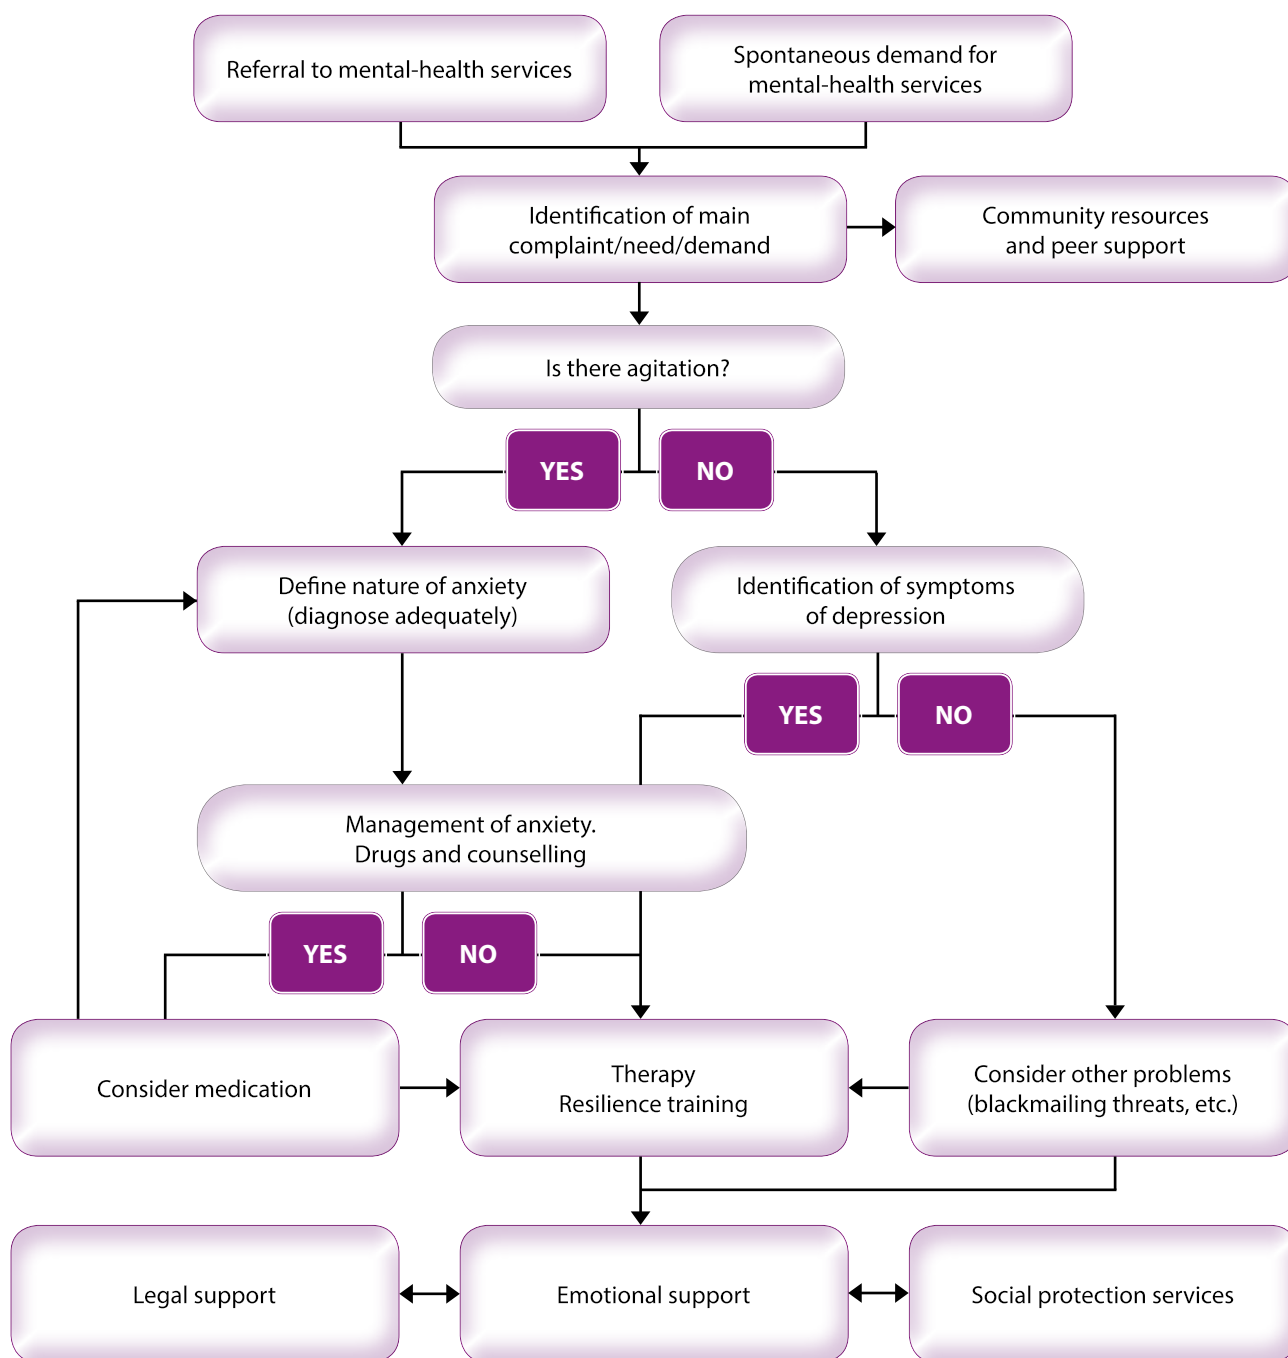 Referral to mental-health services
Spontaneous demand for
mental-health services
Identification of main
complaint/need/demand
Community resources
and peer support
Is there agitation?
YES
NO
Define nature of anxiety
(diagnose adequately)
Identification of symptoms
of depression
YES
NO
Management of anxiety.
Drugs and counselling
YES
NO
Consider medication
Therapy
Resilience training
Consider other problems
(blackmailing threats, etc.)
Legal support
Emotional support
Social protection services